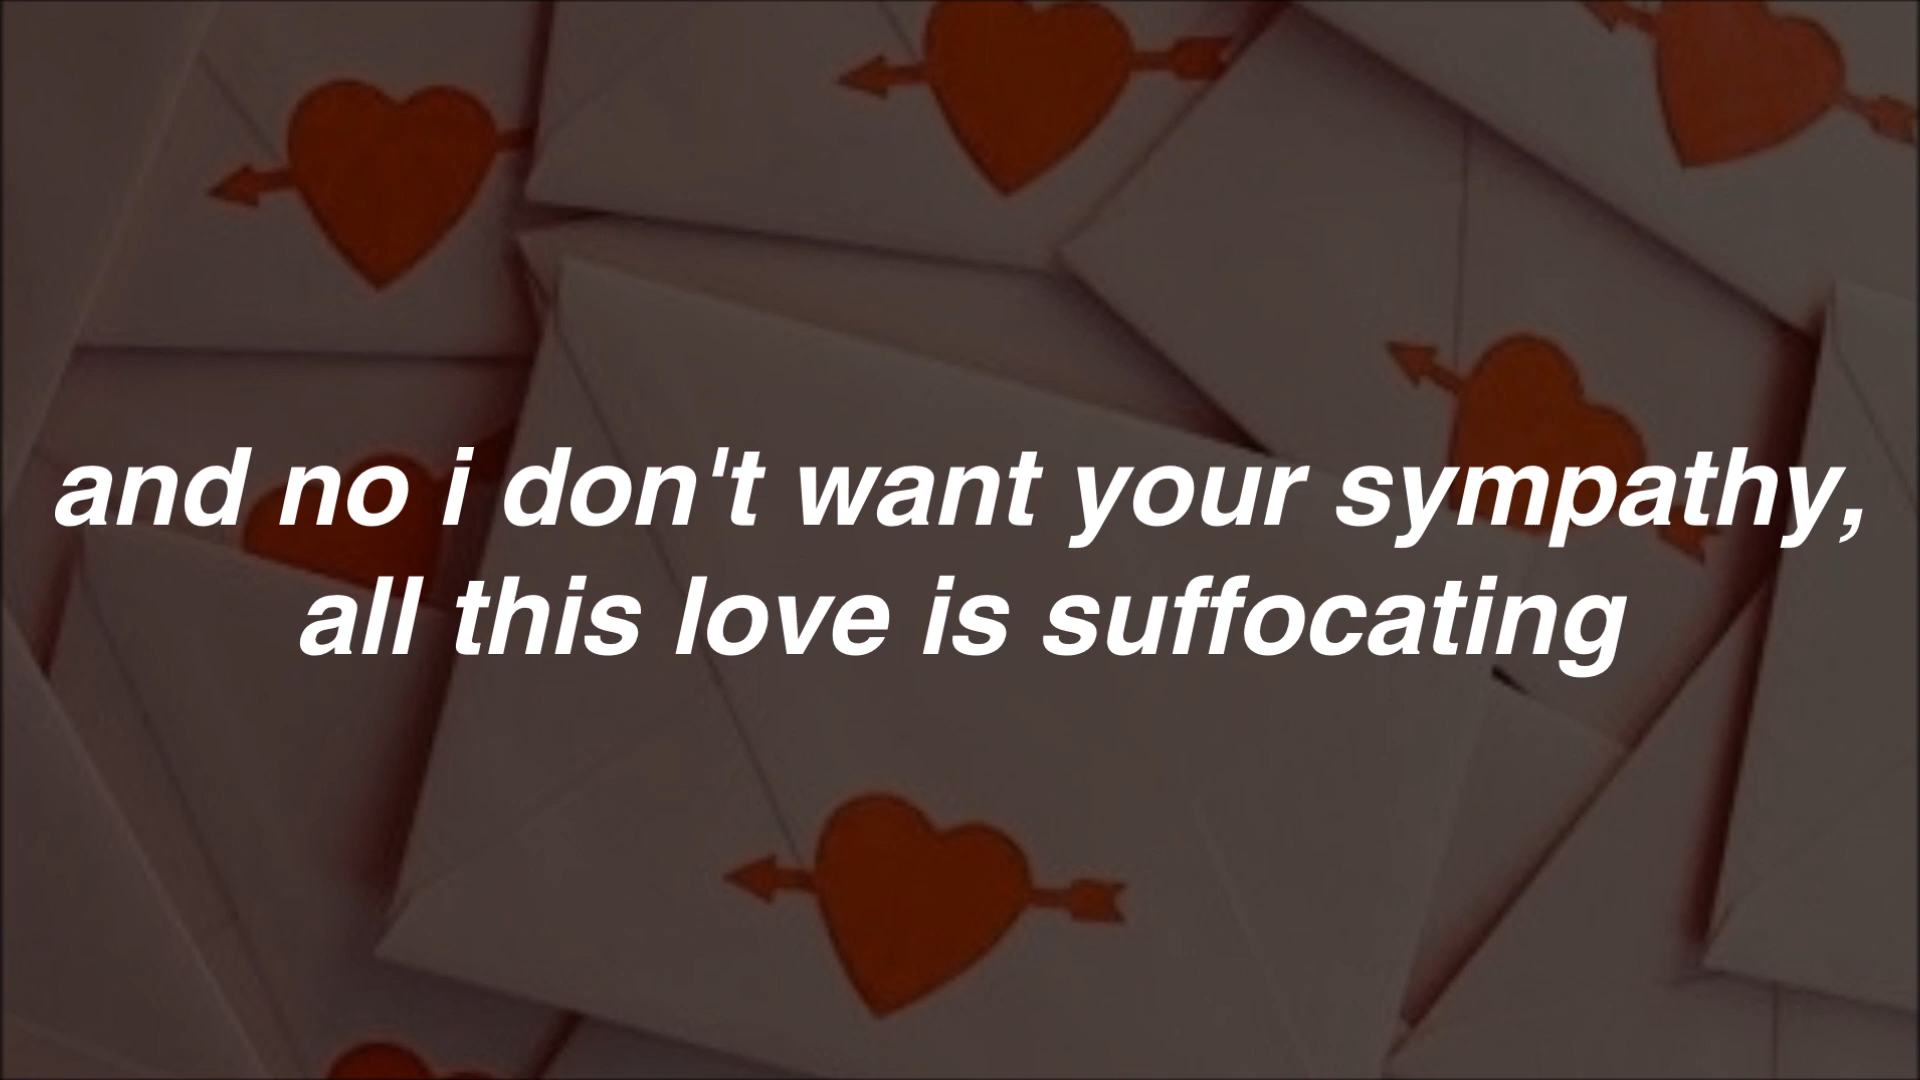 and no i don't want your sympathy,
all this love is suffocating